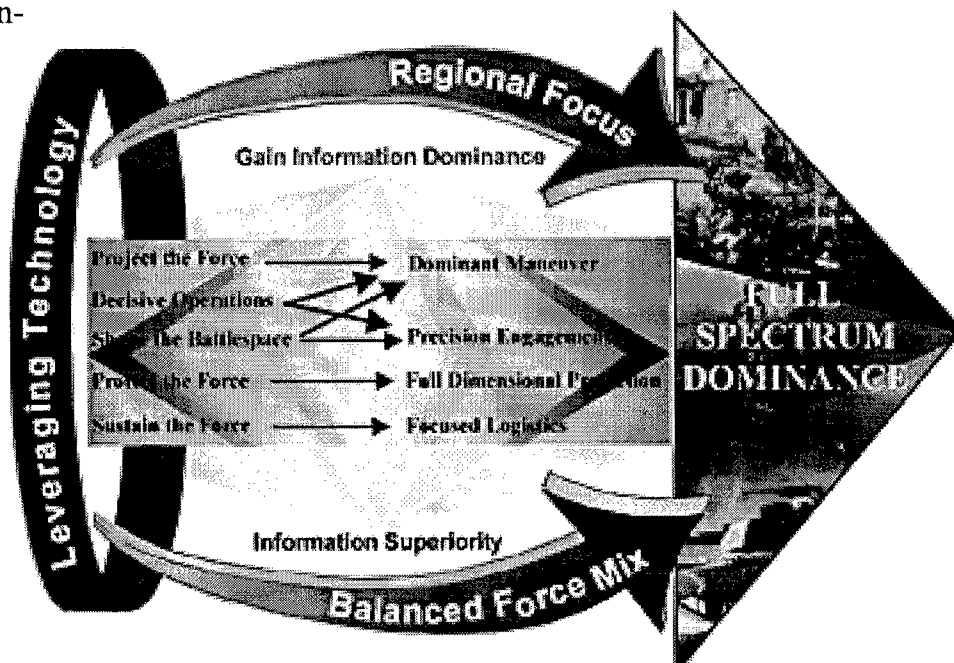 n-
Leveraging Technology
Regional Focus
Gain Information Dominance
Project the Force
Dominant Maneuver
Decisive Operations
Shape the Battlespace
Precision Engagement
Protect the Force
Full Dimensional Protection
Sustain the Force
Focused Logistics
Information Superiority
Balanced Force Mix
FULL
SPECTRUM
DOMINANCE